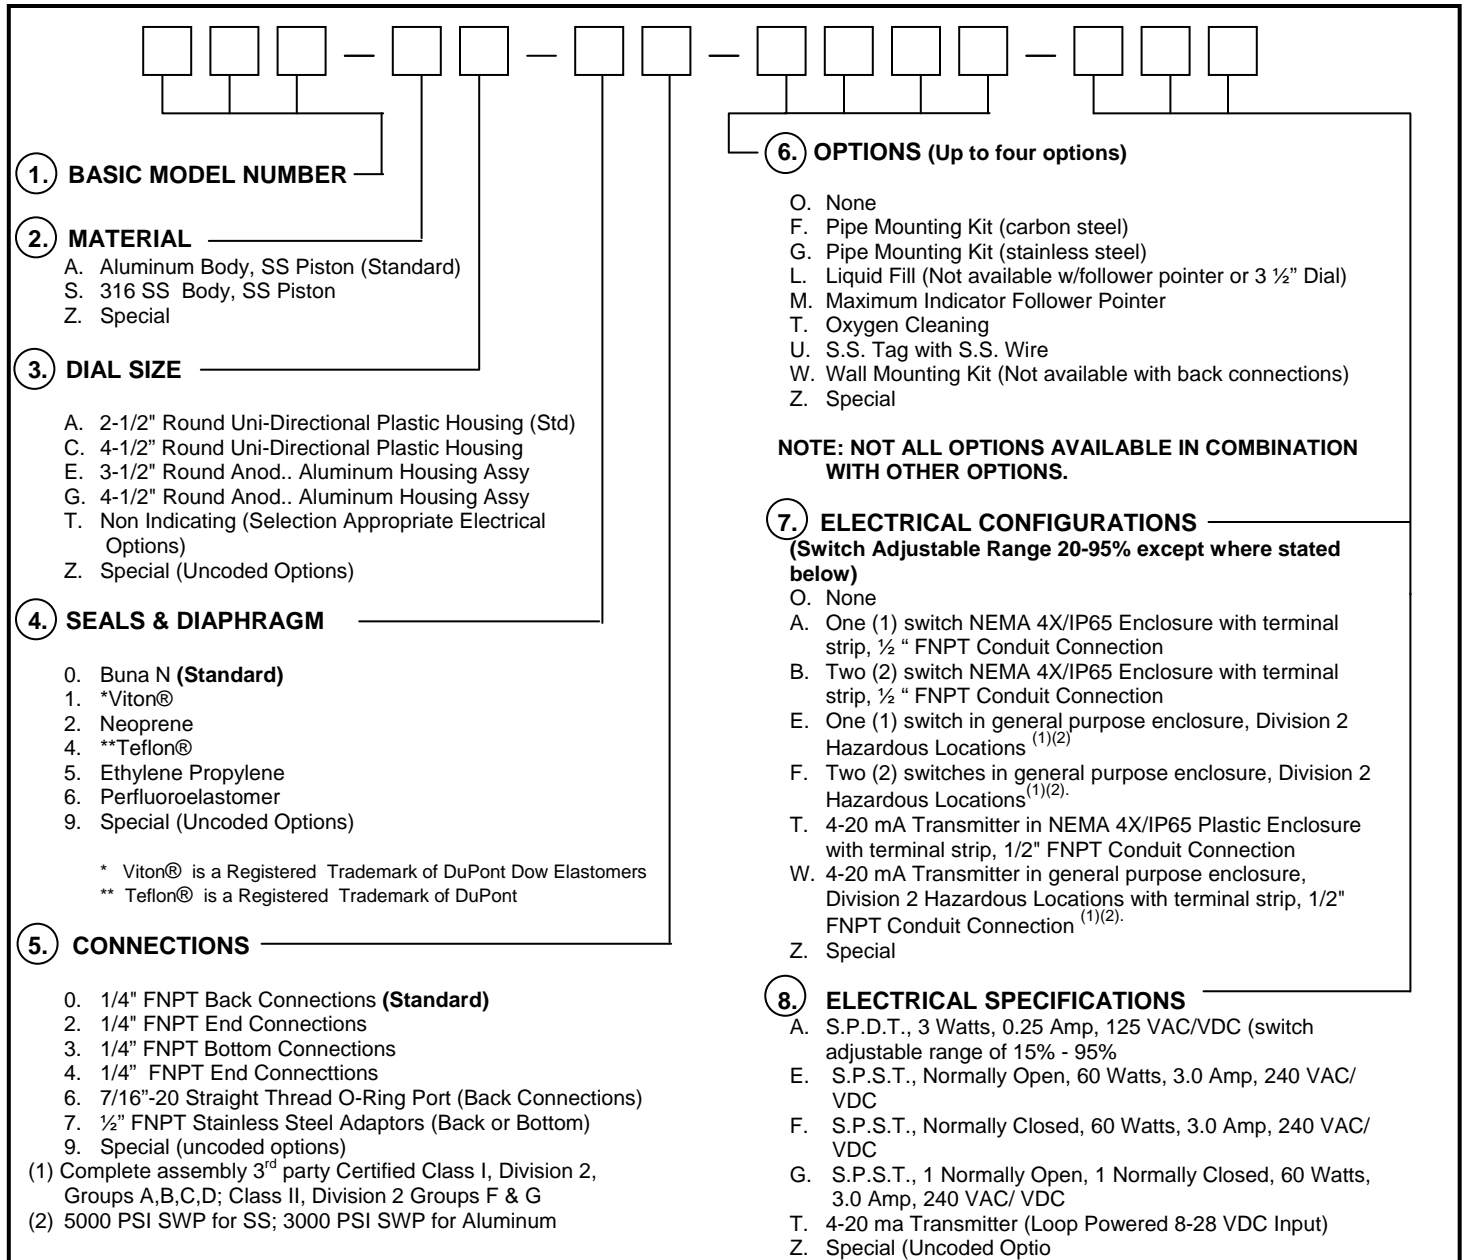 1. BASIC MODEL NUMBER
2. MATERIAL
A. Aluminum Body, SS Piston (Standard)
S. 316 SS Body, SS Piston
Z. Special
3. DIAL SIZE
A. 2-1/2" Round Uni-Directional Plastic Housing (Std)
C. 4-1/2” Round Uni-Directional Plastic Housing
E. 3-1/2" Round Anod.. Aluminum Housing Assy
G. 4-1/2" Round Anod.. Aluminum Housing Assy
T. Non Indicating (Selection Appropriate Electrical
Options)
Z. Special (Uncoded Options)
4. SEALS & DIAPHRAGM
0. Buna N (Standard)
1. *Viton®
2. Neoprene
4. **Teflon®
5. Ethylene Propylene
6. Perfluoroelastomer
9. Special (Uncoded Options)
* Viton® is a Registered Trademark of DuPont Dow Elastomers
** Teflon® is a Registered Trademark of DuPont
5. CONNECTIONS
0. 1/4" FNPT Back Connections (Standard)
2. 1/4" FNPT End Connections
3. 1/4” FNPT Bottom Connections
4. 1/4” FNPT End Connecttions
6. 7/16”-20 Straight Thread O-Ring Port (Back Connections)
7. ½” FNPT Stainless Steel Adaptors (Back or Bottom)
9. Special (uncoded options)
(1) Complete assembly 3rd party Certified Class I, Division 2,
Groups A,B,C,D; Class II, Division 2 Groups F & G
(2) 5000 PSI SWP for SS; 3000 PSI SWP for Aluminum
6. OPTIONS (Up to four options)
O. None
F. Pipe Mounting Kit (carbon steel)
G. Pipe Mounting Kit (stainless steel)
L. Liquid Fill (Not available w/follower pointer or 3 ½” Dial)
M. Maximum Indicator Follower Pointer
T. Oxygen Cleaning
U. S.S. Tag with S.S. Wire
W. Wall Mounting Kit (Not available with back connections)
Z. Special
NOTE: NOT ALL OPTIONS AVAILABLE IN COMBINATION
WITH OTHER OPTIONS.
7. ELECTRICAL CONFIGURATIONS
(Switch Adjustable Range 20-95% except where stated
below)
O. None
A. One (1) switch NEMA 4X/IP65 Enclosure with terminal
strip, ½ “ FNPT Conduit Connection
B. Two (2) switch NEMA 4X/IP65 Enclosure with terminal
strip, ½ “ FNPT Conduit Connection
E. One (1) switch in general purpose enclosure, Division 2
Hazardous Locations (1)(2)
F. Two (2) switches in general purpose enclosure, Division 2
Hazardous Locations(1)(2).
T. 4-20 mA Transmitter in NEMA 4X/IP65 Plastic Enclosure
with terminal strip, 1/2" FNPT Conduit Connection
W. 4-20 mA Transmitter in general purpose enclosure,
Division 2 Hazardous Locations with terminal strip, 1/2"
FNPT Conduit Connection (1)(2).
Z. Special
8. ELECTRICAL SPECIFICATIONS
A. S.P.D.T., 3 Watts, 0.25 Amp, 125 VAC/VDC (switch
adjustable range of 15% - 95%
E. S.P.S.T., Normally Open, 60 Watts, 3.0 Amp, 240 VAC/
VDC
F. S.P.S.T., Normally Closed, 60 Watts, 3.0 Amp, 240 VAC/
VDC
G. S.P.S.T., 1 Normally Open, 1 Normally Closed, 60 Watts,
3.0 Amp, 240 VAC/ VDC
T. 4-20 ma Transmitter (Loop Powered 8-28 VDC Input)
Z. Special (Uncoded Optio